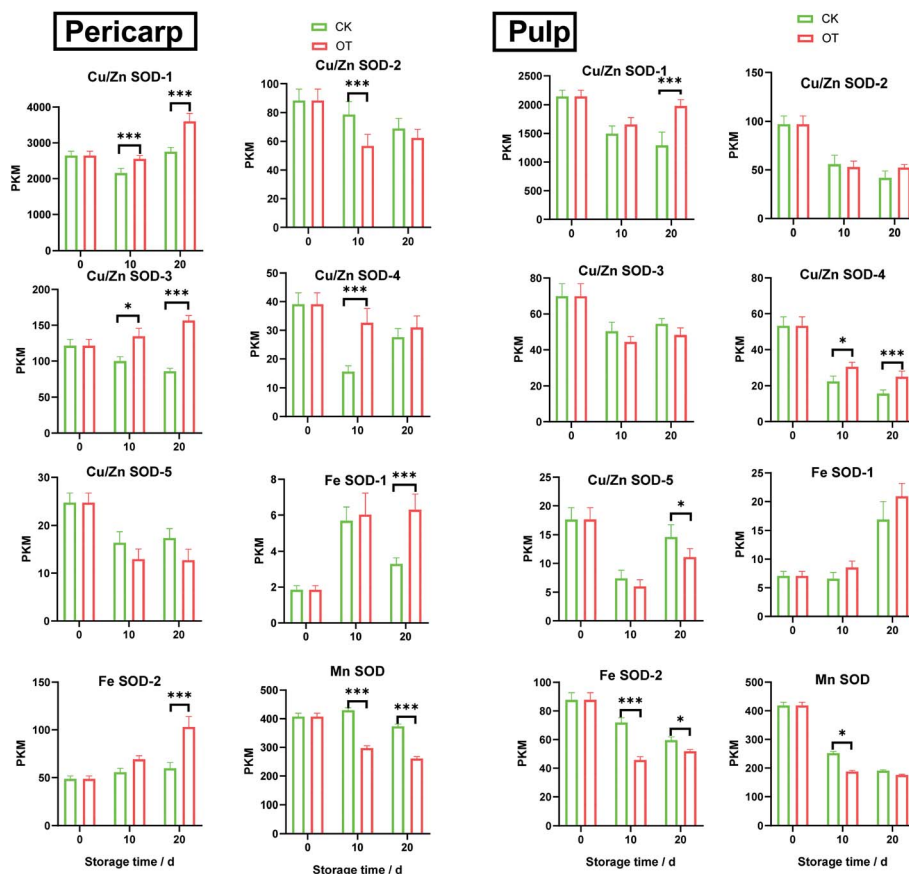 Pericarp
CK
OT
Pulp
CK
OT
Cu/Zn SOD-1
PKM
4000
3000
2000
1000
0
***
***
0 10 20
Cu/Zn SOD-2
PKM
100
80
60
40
20
0
***
0 10 20
Cu/Zn SOD-1
PKM
2500
2000
1500
1000
500
0
***
0 10 20
Cu/Zn SOD-2
PKM
150
100
50
0
0 10 20
Cu/Zn SOD-3
PKM
150
100
50
0
*
***
0 10 20
Cu/Zn SOD-4
PKM
50
40
30
20
10
0
***
0 10 20
Cu/Zn SOD-3
PKM
80
60
40
20
0
0 10 20
Cu/Zn SOD-4
PKM
80
60
40
20
0
*
***
0 10 20
Cu/Zn SOD-5
PKM
30
20
10
0
0 10 20
Fe SOD-1
PKM
8
6
4
2
0
***
0 10 20
Cu/Zn SOD-5
PKM
25
20
15
10
5
0
*
0 10 20
Fe SOD-1
PKM
25
20
15
10
5
0
0 10 20
Fe SOD-2
PKM
150
100
50
0
***
0 10 20
Storage time / d
Mn SOD
PKM
500
400
300
200
100
0
***
***
0 10 20
Storage time / d
Fe SOD-2
PKM
100
80
60
40
20
0
***
*
0 10 20
Storage time / d
Mn SOD
PKM
500
400
300
200
100
0
*
0 10 20
Storage time / d